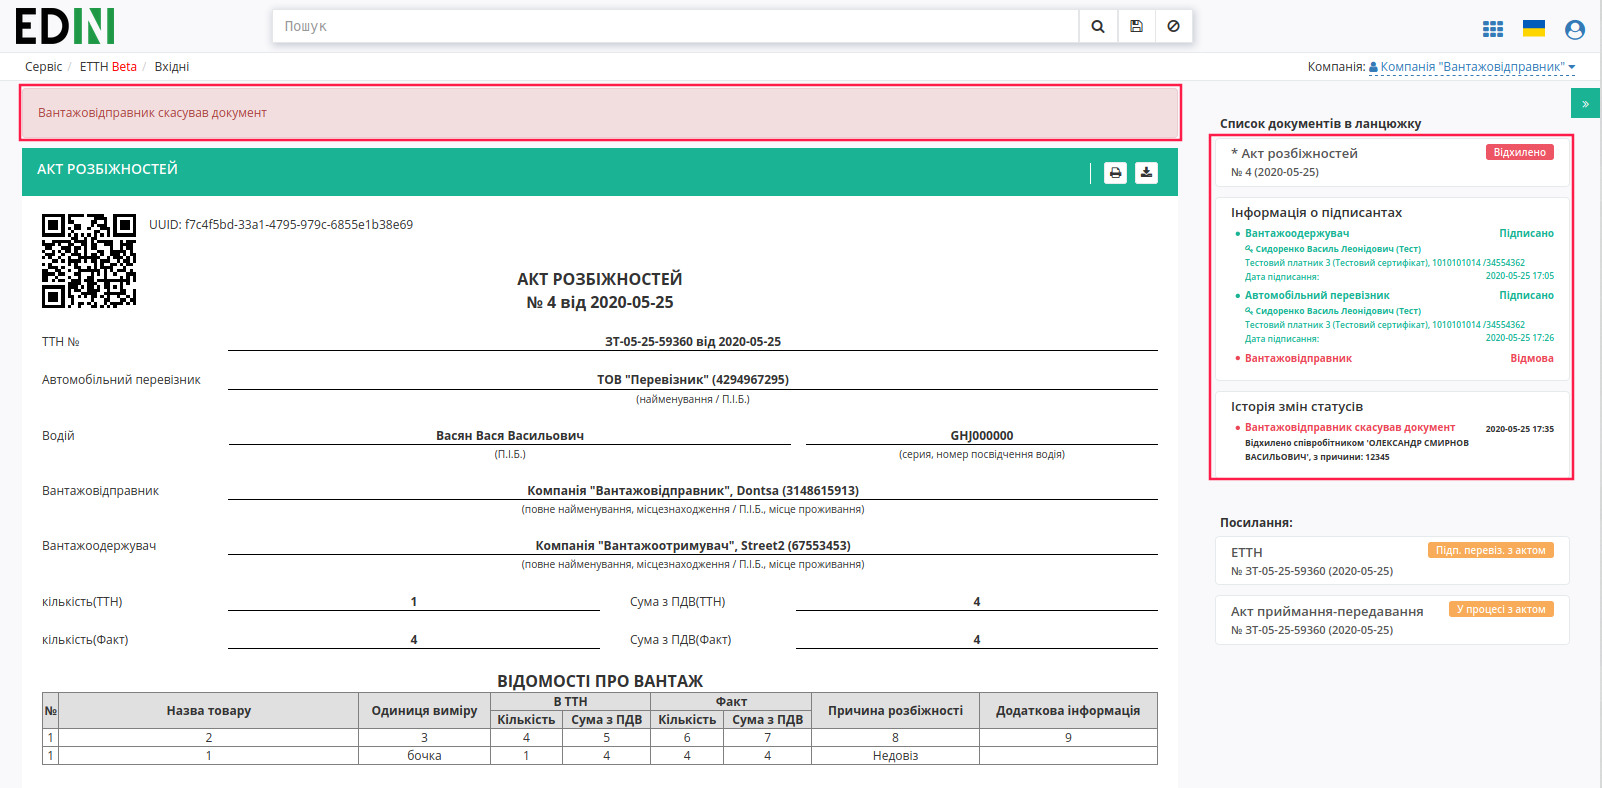 EDIN
Пошук
Сервіс / ЕТТН Beta / Вхідні
Компанія: Компанія "Вантажовідправник"
Вантажовідправник скасував документ
АКТ РОЗБІЖНОСТЕЙ
UUID: f7c4f5bd-33a1-4795-979c-6855e1b38e69
АКТ РОЗБІЖНОСТЕЙ
№ 4 від 2020-05-25
ТТН № ЗТ-05-25-59360 від 2020-05-25
Автомобільний перевізник ТОВ "Перевізник" (4294967295)
(найменування / П.І.Б.)
Водій Васян Вася Васильович GHJ000000
(П.І.Б.) (серия, номер посвідчення водія)
Вантажовідправник Компанія "Вантажовідправник", Dontsa (3148615913)
(повне найменування, місцезнаходження / П.І.Б., місце проживання)
Вантажоодержувач Компанія "Вантажоотримувач", Street2 (67553453)
(повне найменування, місцезнаходження / П.І.Б., місце проживання)
кількість(ТТН) 1 Сума з ПДВ(ТТН) 4
кількість(Факт) 4 Сума з ПДВ(Факт) 4
ВІДОМОСТІ ПРО ВАНТАЖ
№ Назва товару Одиниця виміру В ТТН Факт Причина розбіжності Додаткова інформація
Кількість Сума з ПДВ Кількість Сума з ПДВ
1 2 3 4 5 6 7 8 9
1 1 бочка 1 4 4 4 Недовіз
»
Список документів в ланцюжку
* Акт розбіжностей Відхилено
№ 4 (2020-05-25)
Інформація о підписантах
Вантажоодержувач Підписано
Сидоренко Василь Леонідович (Тест)
Тестовий платник 3 (Тестовий сертифікат), 1010101014 /34554362
Дата підписання: 2020-05-25 17:05
Автомобільний перевізник Підписано
Сидоренко Василь Леонідович (Тест)
Тестовий платник 3 (Тестовий сертифікат), 1010101014 /34554362
Дата підписання: 2020-05-25 17:26
Вантажовідправник Відмова
Історія змін статусів
Вантажовідправник скасував документ 2020-05-25 17:35
Відхилено співробітником 'ОЛЕКСАНДР СМИРНОВ
ВАСИЛЬОВИЧ', з причини: 12345
Посилання:
ЕТТН Підп. перевіз. з актом
№ ЗТ-05-25-59360 (2020-05-25)
Акт приймання-передавання У процесі з актом
№ ЗТ-05-25-59360 (2020-05-25)